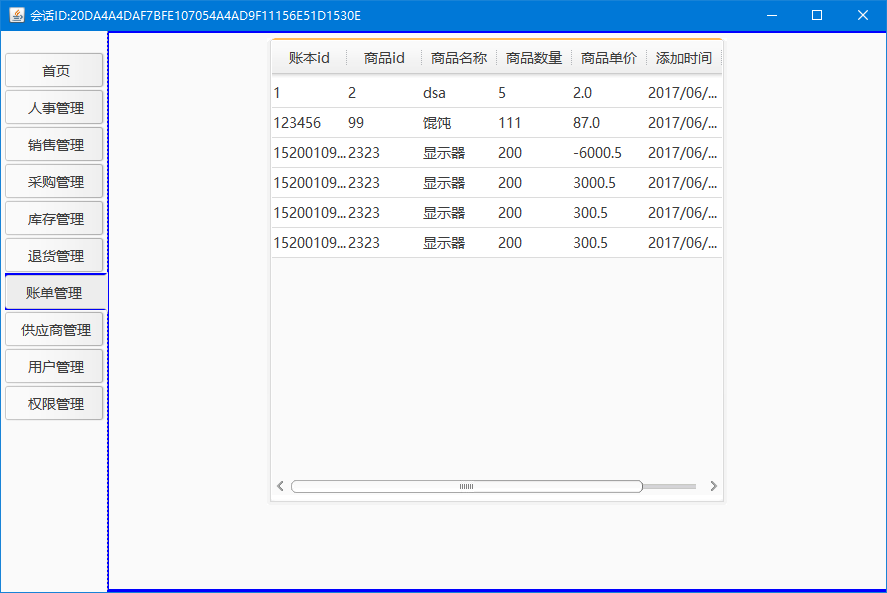 会话ID:20DA4A4DAF7BFE107054A4AD9F11156E51D1530E
首页
人事管理
销售管理
采购管理
库存管理
退货管理
账单管理
供应商管理
用户管理
权限管理
账本id 商品id 商品名称 商品数量 商品单价 添加时间
1 2 dsa 5 2.0 2017/06/...
123456 99 馄饨 111 87.0 2017/06/...
15200109... 2323 显示器 200 -6000.5 2017/06/...
15200109... 2323 显示器 200 3000.5 2017/06/...
15200109... 2323 显示器 200 300.5 2017/06/...
15200109... 2323 显示器 200 300.5 2017/06/...